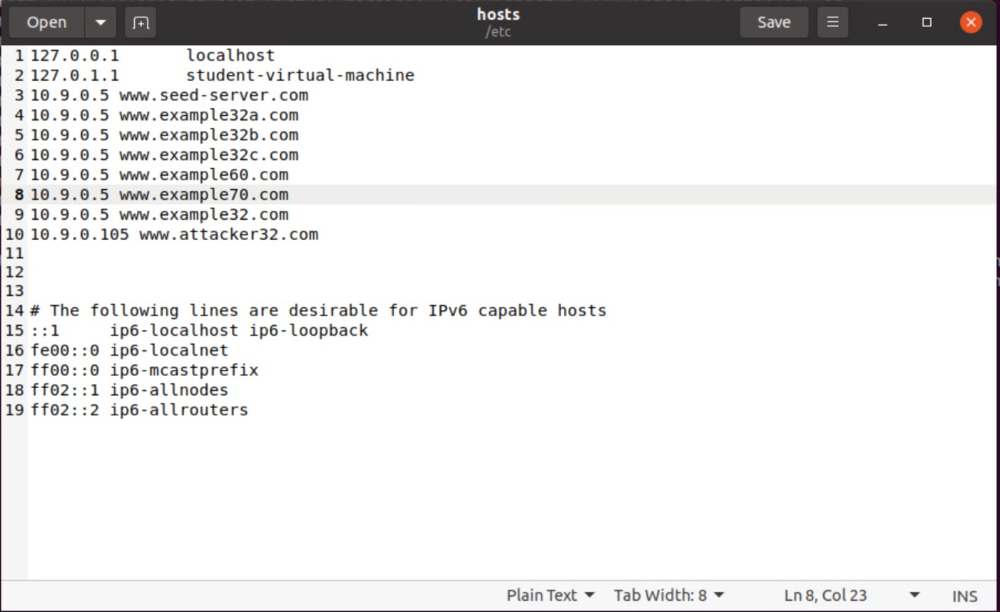 Open
hosts
/etc
Save
1 127.0.0.1 localhost
2 127.0.1.1 student-virtual-machine
3 10.9.0.5 www.seed-server.com
4 10.9.0.5 www.example32a.com
5 10.9.0.5 www.example32b.com
6 10.9.0.5 www.example32c.com
7 10.9.0.5 www.example60.com
8 10.9.0.5 www.example70.com
9 10.9.0.5 www.example32.com
10 10.9.0.105 www.attacker32.com
11
12
13
14 # The following lines are desirable for IPv6 capable hosts
15 ::1 ip6-localhost ip6-loopback
16 fe00::0 ip6-localnet
17 ff00::0 ip6-mcastprefix
18 ff02::1 ip6-allnodes
19 ff02::2 ip6-allrouters
Plain Text Tab Width: 8 Ln 8, Col 23 INS